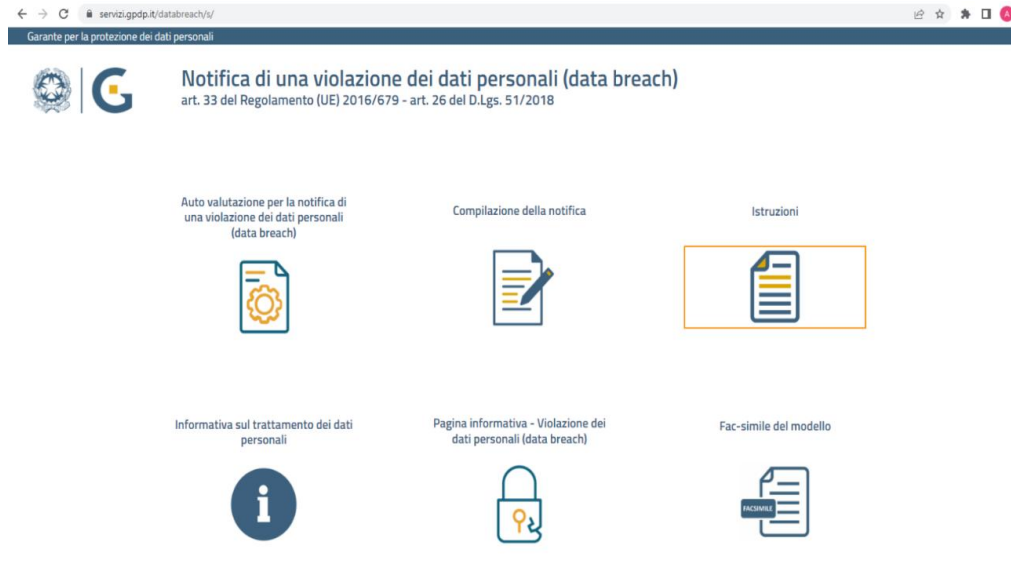 servizi.gpdp.it/databreach/s/
A
Garante per la protezione dei dati personali
G
Notifica di una violazione dei dati personali (data breach)
art. 33 del Regolamento (UE) 2016/679 - art. 26 del D.Lgs. 51/2018
Auto valutazione per la notifica di
una violazione dei dati personali
(data breach)
Compilazione della notifica
Istruzioni
Informativa sul trattamento dei dati
personali
Pagina informativa - Violazione dei
dati personali (data breach)
Fac-simile del modello
i
FACSIMILE